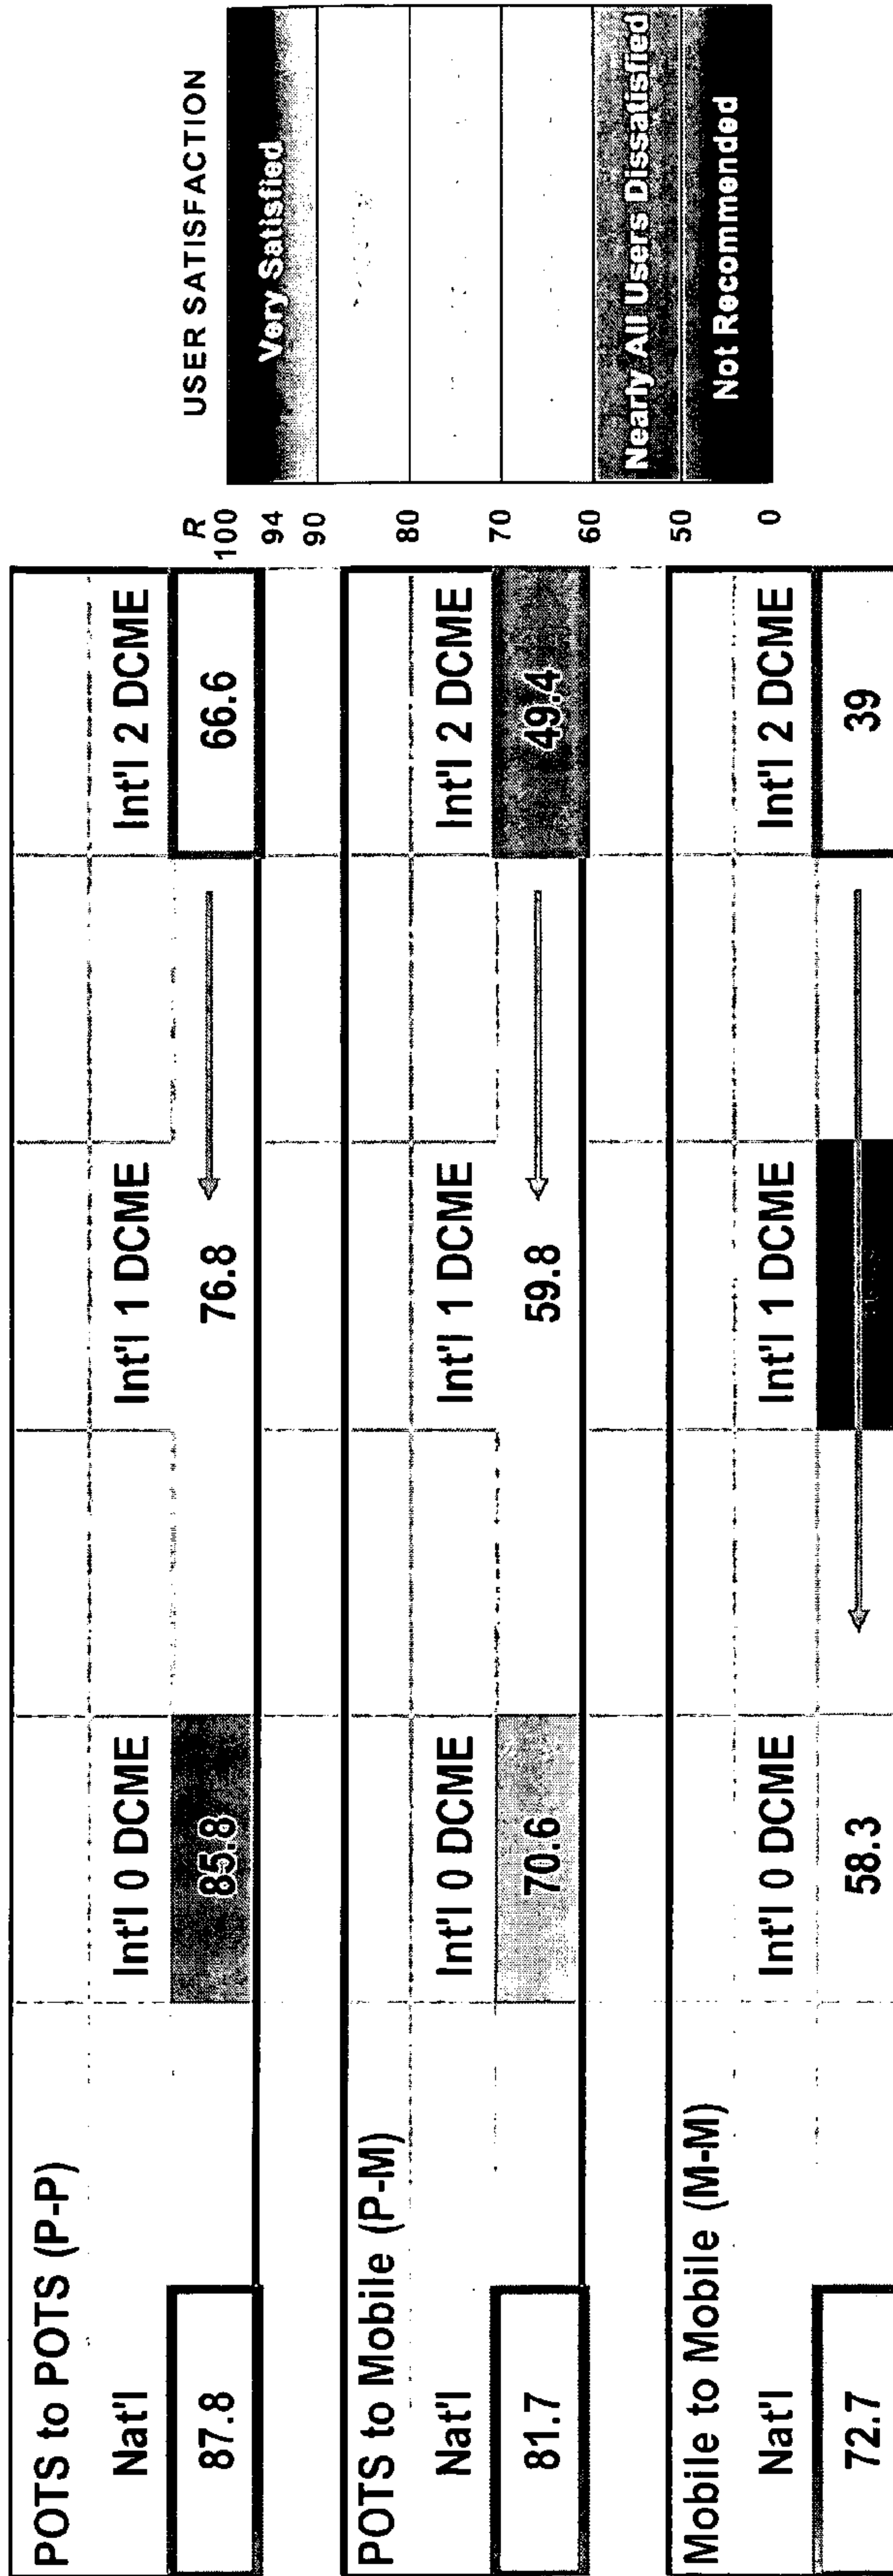 POTS to POTS (P-P)
Nat'l Int'l 0 DCME Int'l 1 DCME Int'l 2 DCME
87.8 85.8 76.8 66.6
POTS to Mobile (P-M)
Nat'l Int'l 0 DCME Int'l 1 DCME Int'l 2 DCME
81.7 70.6 59.8 49.4
Mobile to Mobile (M-M)
Nat'l Int'l 0 DCME Int'l 1 DCME Int'l 2 DCME
72.7 58.3 39
R USER SATISFACTION
100
94 Very Satisfied
90
80
70
60
Nearly All Users Dissatisfied
50
Not Recommended
0